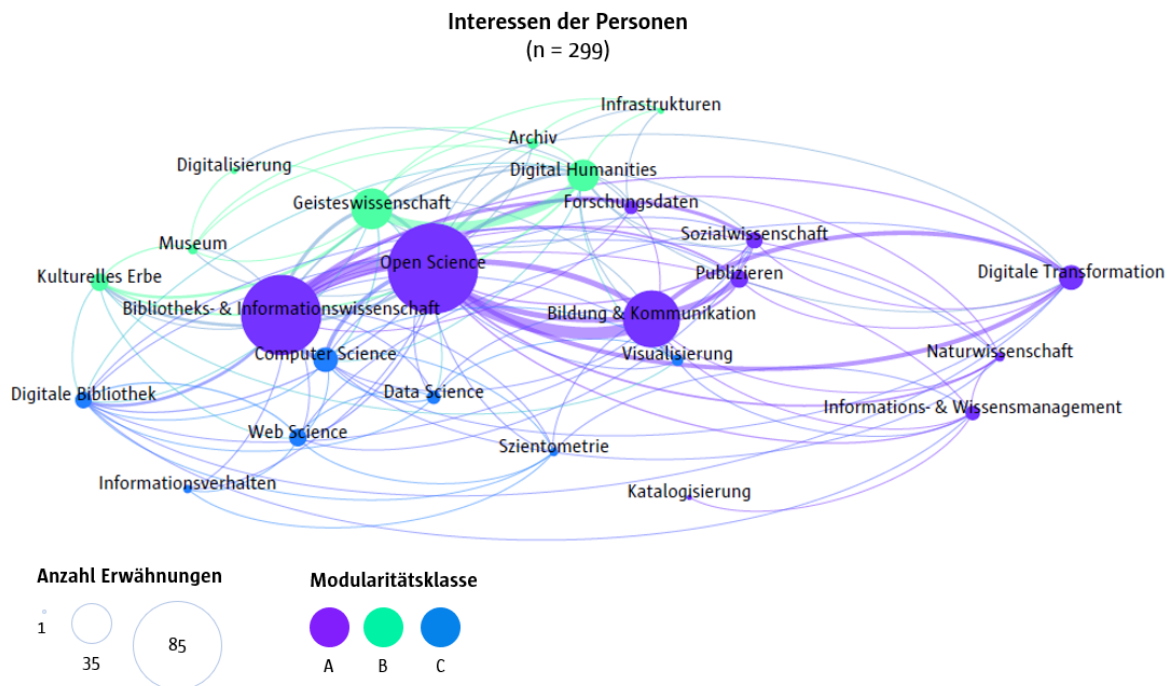 Interessen der Personen
(n = 299)
Infrastrukturen
Archiv
Digitalisierung
Digital Humanities
Geisteswissenschaft
Forschungsdaten
Sozialwissenschaft
Museum
Open Science
Publizieren
Digitale Transformation
Kulturelles Erbe
Bibliotheks- & Informationswissenschaft
Bildung & Kommunikation
Computer Science
Visualisierung
Naturwissenschaft
Digitale Bibliothek
Data Science
Informations- & Wissensmanagement
Web Science
Szientometrie
Informationsverhalten
Katalogisierung
Anzahl Erwähnungen
1
35
85
Modularitätsklasse
A
B
C